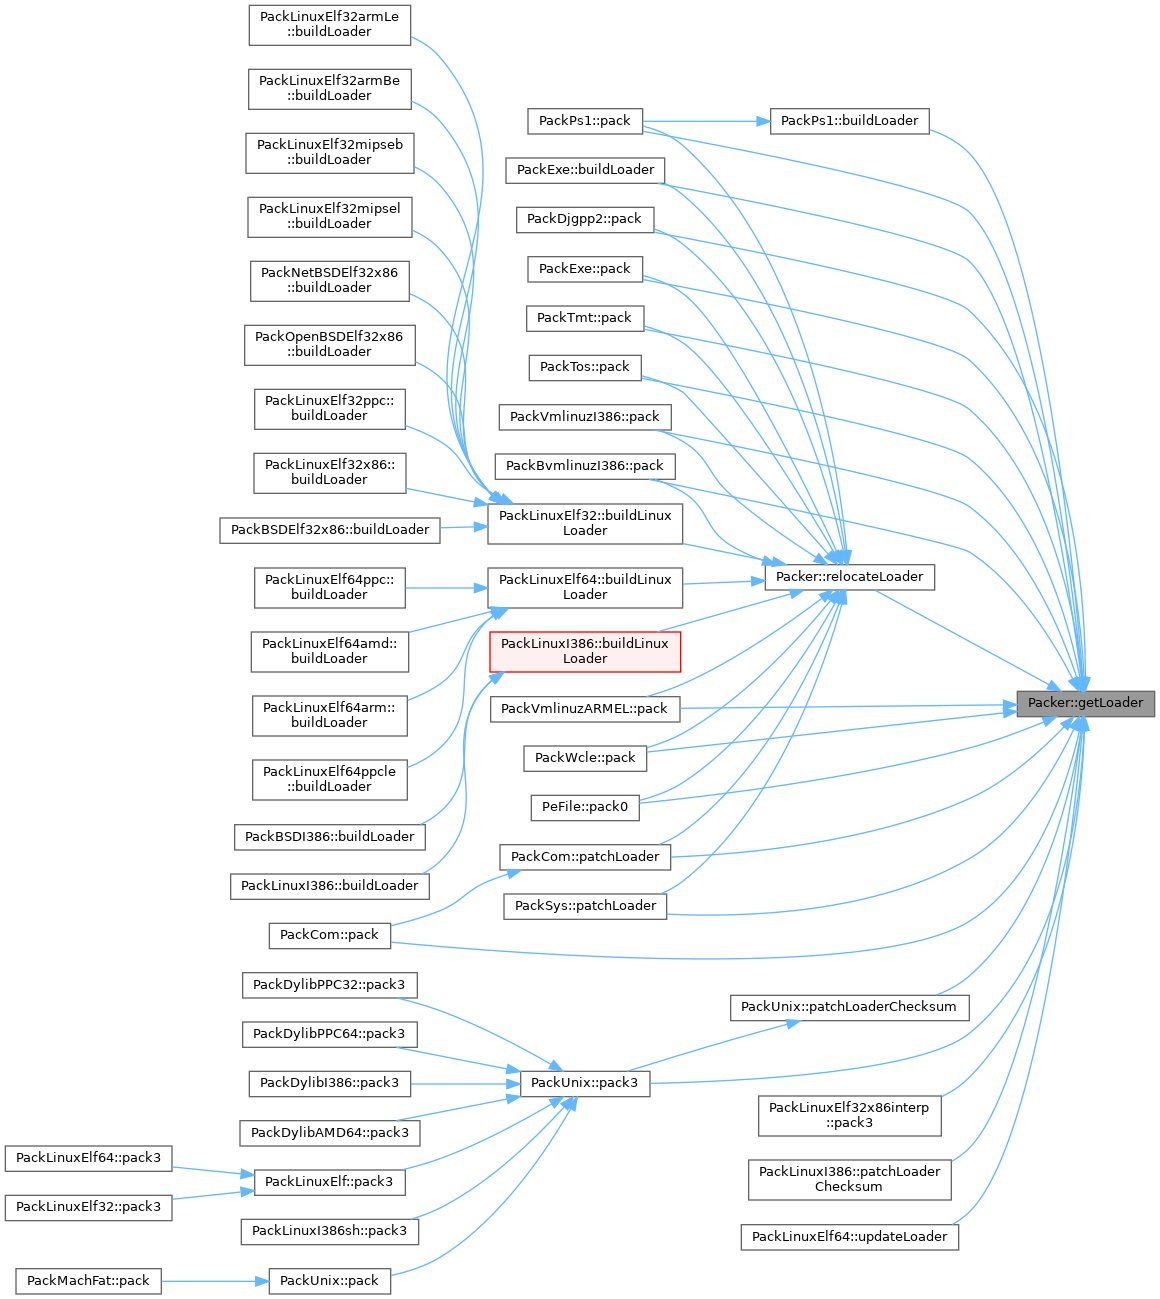 PackLinuxElf32armLe
::buildLoader
PackLinuxElf32armBe
::buildLoader
PackLinuxElf32mipseb
::buildLoader
PackLinuxElf32mipsel
::buildLoader
PackNetBSDElf32x86
::buildLoader
PackOpenBSDElf32x86
::buildLoader
PackLinuxElf32ppc::
buildLoader
PackLinuxElf32x86::
buildLoader
PackBSDElf32x86::buildLoader
PackLinuxElf64ppc::
buildLoader
PackLinuxElf64amd::
buildLoader
PackLinuxElf64arm::
buildLoader
PackLinuxElf64ppcle
::buildLoader
PackBSDI386::buildLoader
PackLinuxI386::buildLoader
PackCom::pack
PackDylibPPC32::pack3
PackDylibPPC64::pack3
PackDylibI386::pack3
PackDylibAMD64::pack3
PackLinuxElf64::pack3
PackLinuxElf::pack3
PackLinuxElf32::pack3
PackLinuxI386sh::pack3
PackMachFat::pack
PackUnix::pack
PackPs1::pack
PackExe::buildLoader
PackDjgpp2::pack
PackExe::pack
PackTmt::pack
PackTos::pack
PackVmlinuzI386::pack
PackBvmlinuzI386::pack
PackLinuxElf32::buildLinux
Loader
PackLinuxElf64::buildLinux
Loader
PackLinuxI386::buildLinux
Loader
PackVmlinuzARMEL::pack
PackWcle::pack
PeFile::pack0
PackCom::patchLoader
PackSys::patchLoader
PackUnix::pack3
PackPs1::buildLoader
Packer::relocateLoader
PackUnix::patchLoaderChecksum
PackLinuxElf32x86interp
::pack3
PackLinuxI386::patchLoader
Checksum
PackLinuxElf64::updateLoader
Packer::getLoader